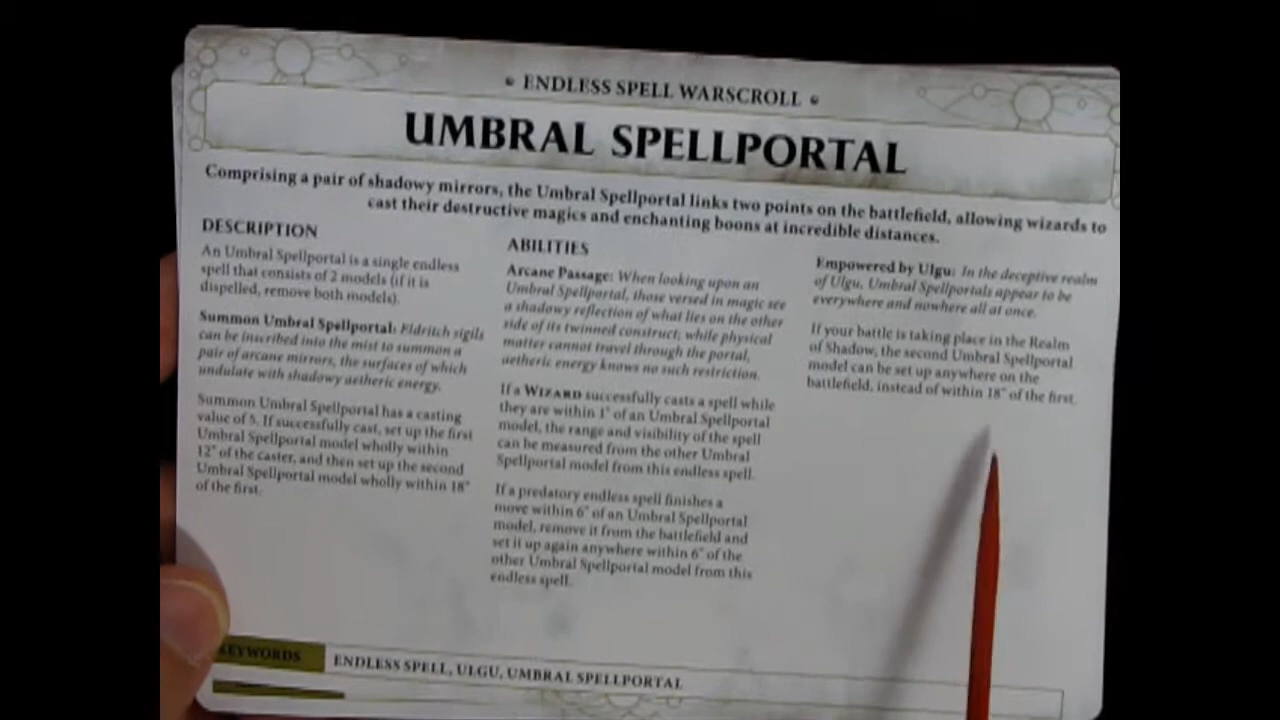 ENDLESS SPELL WARSCROLL
UMBRAL SPELLPORTAL
Comprising a pair of shadowy mirrors, the Umbral Spellportal links two points on the battlefield, allowing wizards to
cast their destructive magics and enchanting boons at incredible distances.
DESCRIPTION
An Umbral Spellportal is a single endless
spell that consists of 2 models (if it is
dispelled, remove both models).
Summon Umbral Spellportal: Eldritch sigils
can be inscribed into the mist to summon a
pair of arcane mirrors, the surfaces of which
undulate with shadowy aetheric energy.
Summon Umbral Spellportal has a casting
value of 5. If successfully cast, set up the first
Umbral Spellportal model wholly within
12" of the caster, and then set up the second
Umbral Spellportal model wholly within 18"
of the first.
ABILITIES
Arcane Passage: When looking upon an
Umbral Spellportal, those versed in magic see
a shadowy reflection of what lies on the other
side of its twinned construct; while physical
matter cannot travel through the portal,
aetheric energy knows no such restriction.
If a WIZARD successfully casts a spell while
they are within 1" of an Umbral Spellportal
model, the range and visibility of the spell
can be measured from the other Umbral
Spellportal model from this endless spell.
If a predatory endless spell finishes a
move within 6" of an Umbral Spellportal
model, remove it from the battlefield and
set it up again anywhere within 6" of the
other Umbral Spellportal model from this
endless spell.
Empowered by Ulgu: In the deceptive realm
of Ulgu, Umbral Spellportals appear to be
everywhere and nowhere all at once.
If your battle is taking place in the Realm
of Shadow, the second Umbral Spellportal
model can be set up anywhere on the
battlefield, instead of within 18" of the first.
KEYWORDS
ENDLESS SPELL, ULGU, UMBRAL SPELLPORTAL